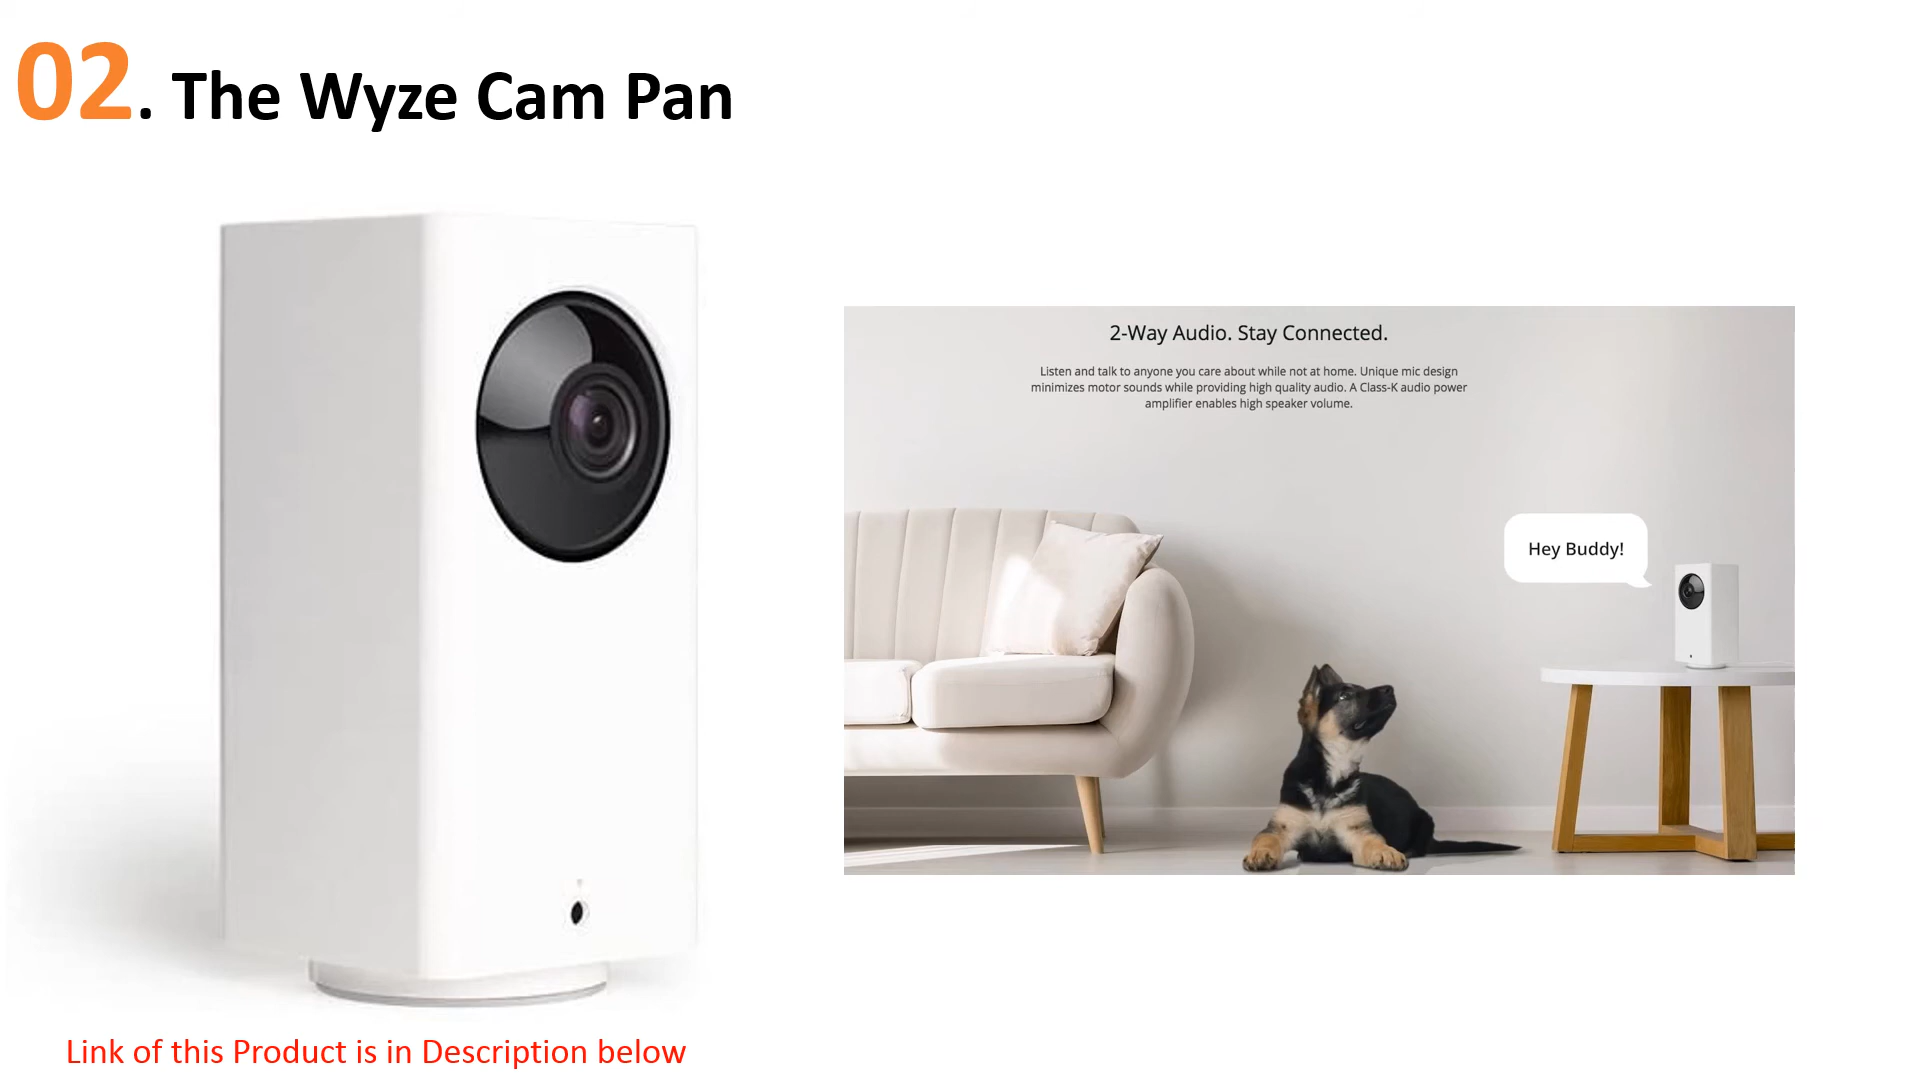 02. The Wyze Cam Pan
2-Way Audio. Stay Connected.
Listen and talk to anyone you care about while not at home. Unique mic design
minimizes motor sounds while providing high quality audio. A Class-K audio power
amplifier enables high speaker volume.
Hey Buddy!
Link of this Product is in Description below